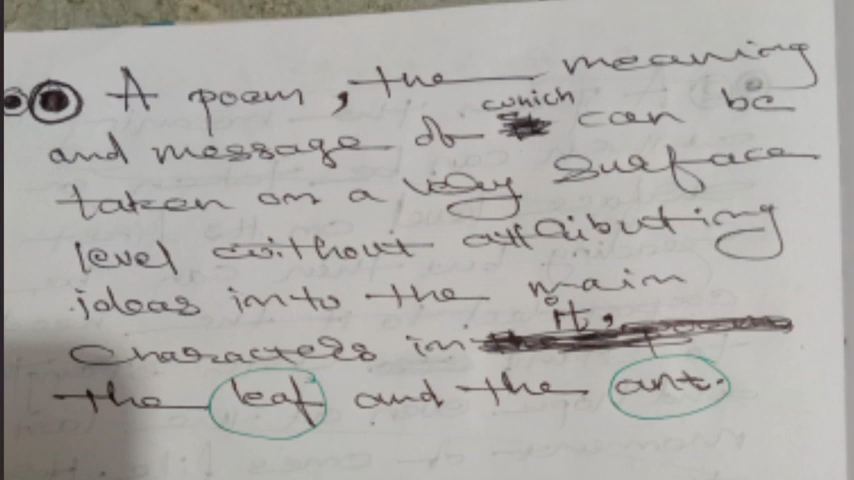 A poem, the meaning
and message of which can be
taken on a very surface
level without attributing
ideas into the main
characters in it,
the leaf and the ant.